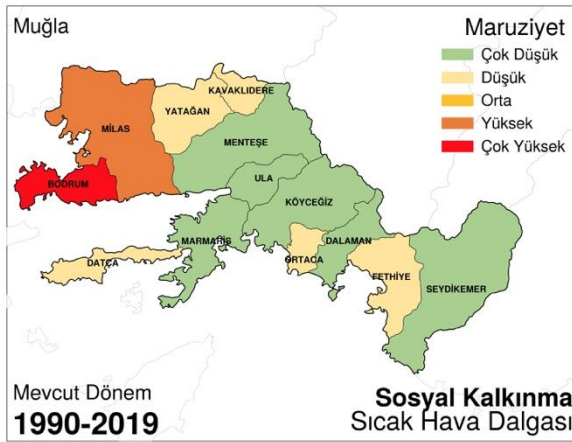 Muğla
Maruziyet
Çok Düşük
Düşük
Orta
Yüksek
Çok Yüksek
KAVAKLIDERE
YATAĞAN
MİLAS
MENTEŞE
BODRUM
ULA
KÖYCEĞİZ
MARMARİS
DALAMAN
DATÇA
ORTACA
FETHİYE
SEYDİKEMER
Mevcut Dönem
1990-2019
Sosyal Kalkınma
Sıcak Hava Dalgası